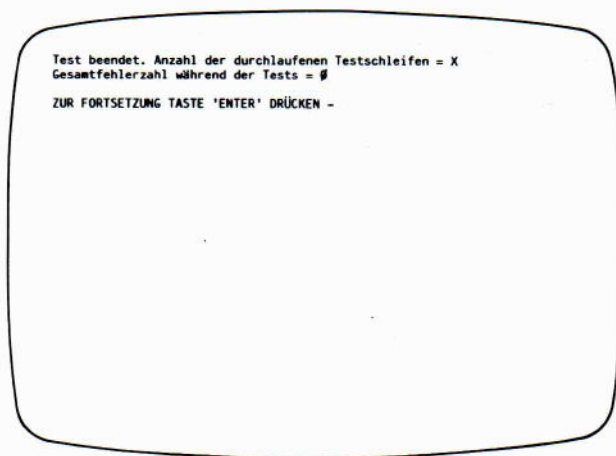 Test beendet. Anzahl der durchlaufenen Testschleifen = X
Gesamtfehlerzahl während der Tests = Ø
ZUR FORTSETZUNG TASTE 'ENTER' DRÜCKEN -